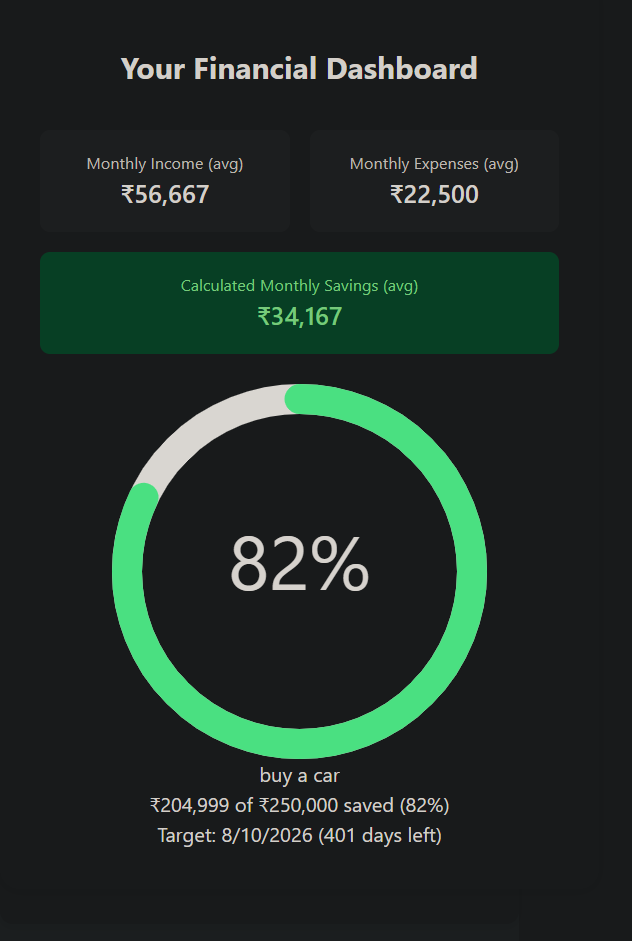 Your Financial Dashboard
Monthly Income (avg)
₹56,667
Monthly Expenses (avg)
₹22,500
Calculated Monthly Savings (avg)
₹34,167
82%
buy a car
₹204,999 of ₹250,000 saved (82%)
Target: 8/10/2026 (401 days left)